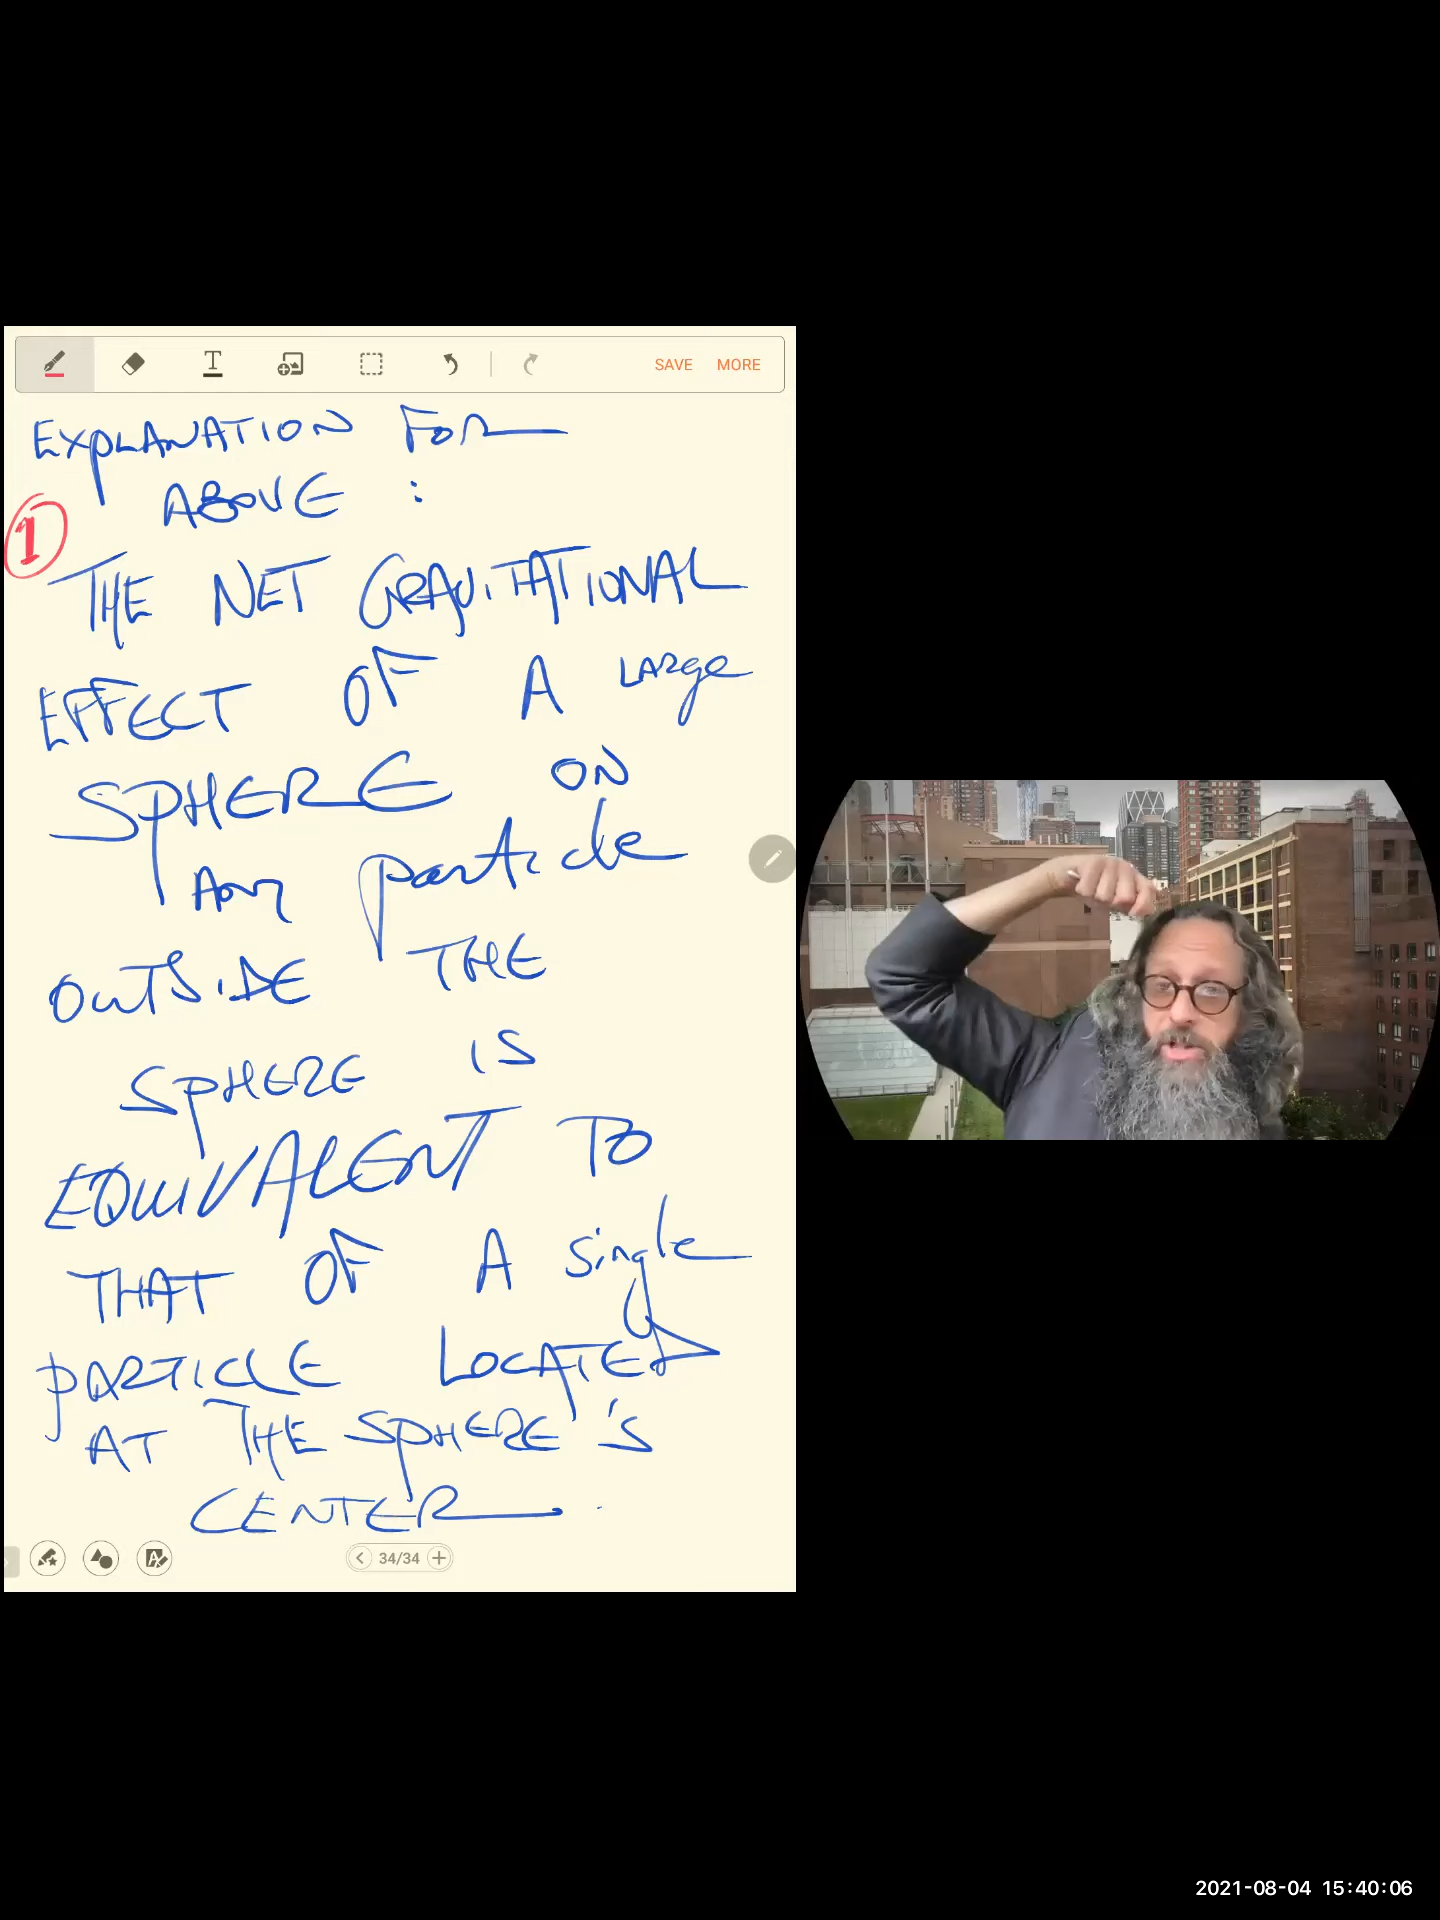 SAVE MORE
EXPLANATION FOR
ABOVE :
1
THE NET GRAVITATIONAL
EFFECT OF A LARGE
SPHERE ON
ANY particle
OUTSIDE THE
SPHERE IS
EQUIVALENT TO
THAT OF A single
PARTICLE LOCATED
AT THE SPHERE'S
CENTER.
34/34
2021-08-04 15:40:06